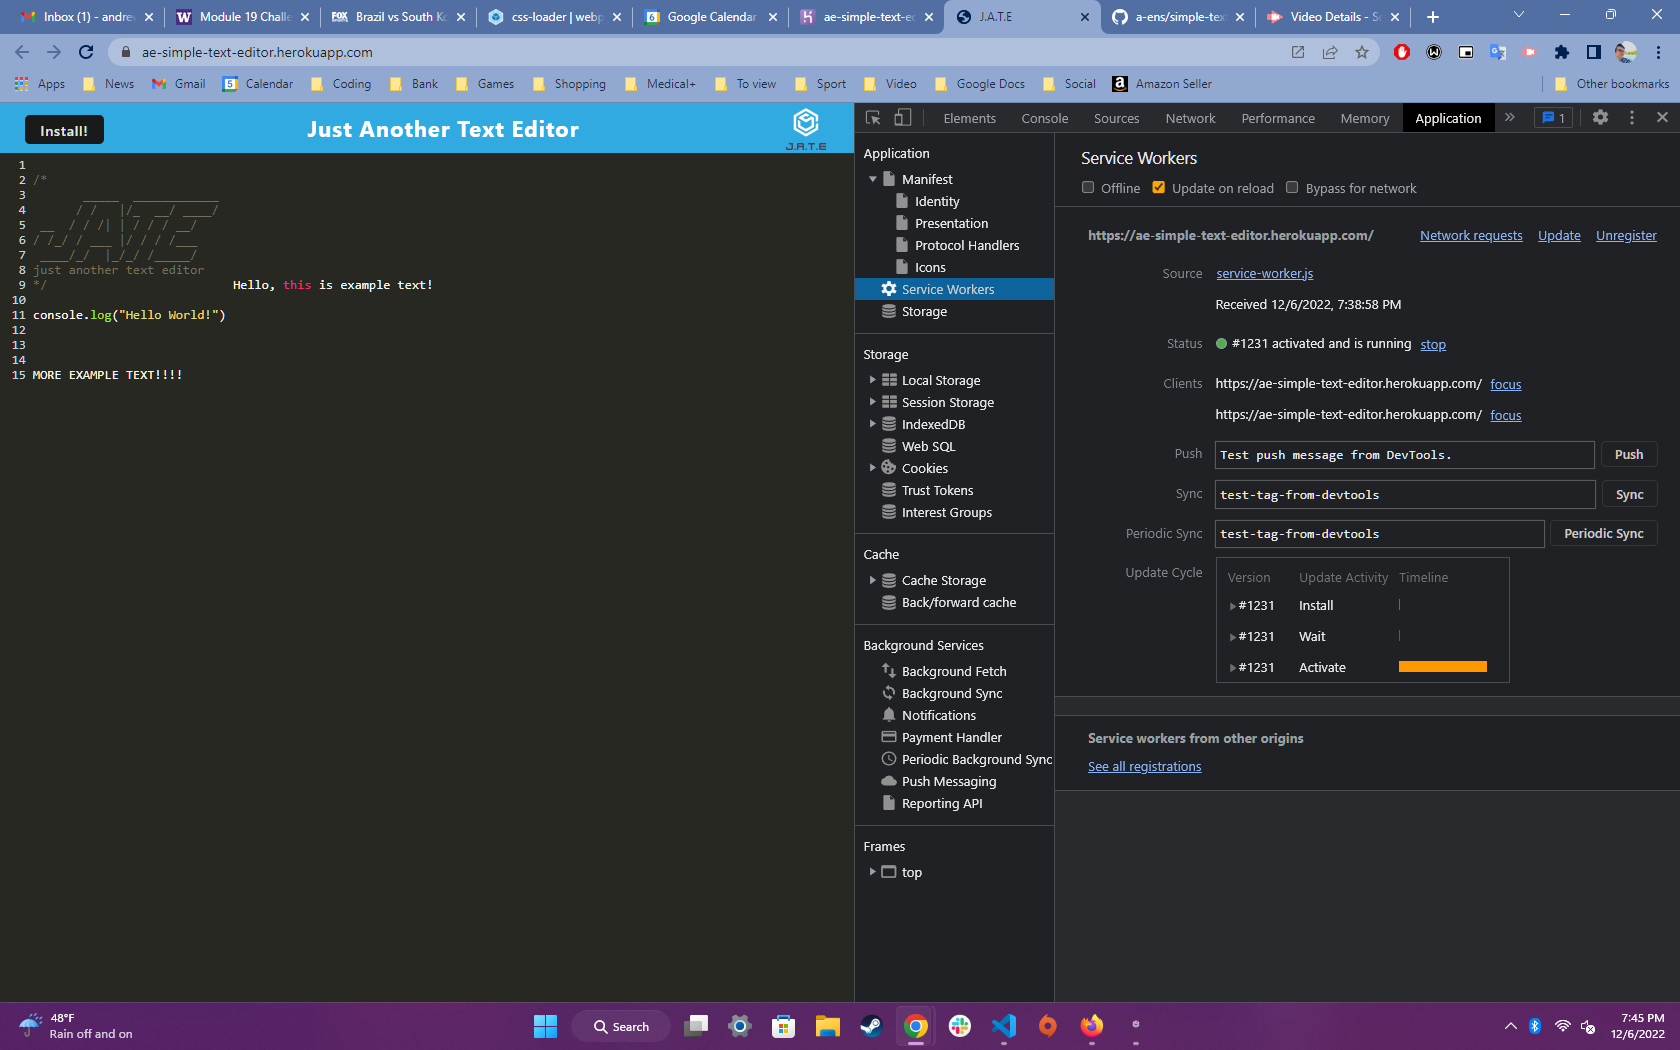 Inbox (1) - andre
Module 19 Challe
Brazil vs South Ko
css-loader | webp
Google Calendar
ae-simple-text-ed
J.A.T.E
a-ens/simple-tex
Video Details - Sc
ae-simple-text-editor.herokuapp.com
Apps
News
Gmail
Calendar
Coding
Bank
Games
Shopping
Medical+
To view
Sport
Video
Google Docs
Social
Amazon Seller
Other bookmarks
Install!
Just Another Text Editor
J.A.T.E
1
2 /*
3 _____ ____________
4 / / |/_ __/ ____/
5 __ / / /| | / / / __/
6 / /_/ / ___ |/ / / /___
7 ____/_/ |_/_/ /_____/
8 just another text editor
9 */ Hello, this is example text!
10
11 console.log("Hello World!")
12
13
14
15 MORE EXAMPLE TEXT!!!!
Elements
Console
Sources
Network
Performance
Memory
Application
1
Application
Manifest
Identity
Presentation
Protocol Handlers
Icons
Service Workers
Storage
Storage
Local Storage
Session Storage
IndexedDB
Web SQL
Cookies
Trust Tokens
Interest Groups
Cache
Cache Storage
Back/forward cache
Background Services
Background Fetch
Background Sync
Notifications
Payment Handler
Periodic Background Sync
Push Messaging
Reporting API
Frames
top
Service Workers
Offline
Update on reload
Bypass for network
https://ae-simple-text-editor.herokuapp.com/
Network requests
Update
Unregister
Source service-worker.js
Received 12/6/2022, 7:38:58 PM
Status #1231 activated and is running stop
Clients https://ae-simple-text-editor.herokuapp.com/ focus
https://ae-simple-text-editor.herokuapp.com/ focus
Push Test push message from DevTools. Push
Sync test-tag-from-devtools Sync
Periodic Sync test-tag-from-devtools Periodic Sync
Update Cycle Version Update Activity Timeline
#1231 Install
#1231 Wait
#1231 Activate
Service workers from other origins
See all registrations
48°F
Rain off and on
Search
7:45 PM
12/6/2022